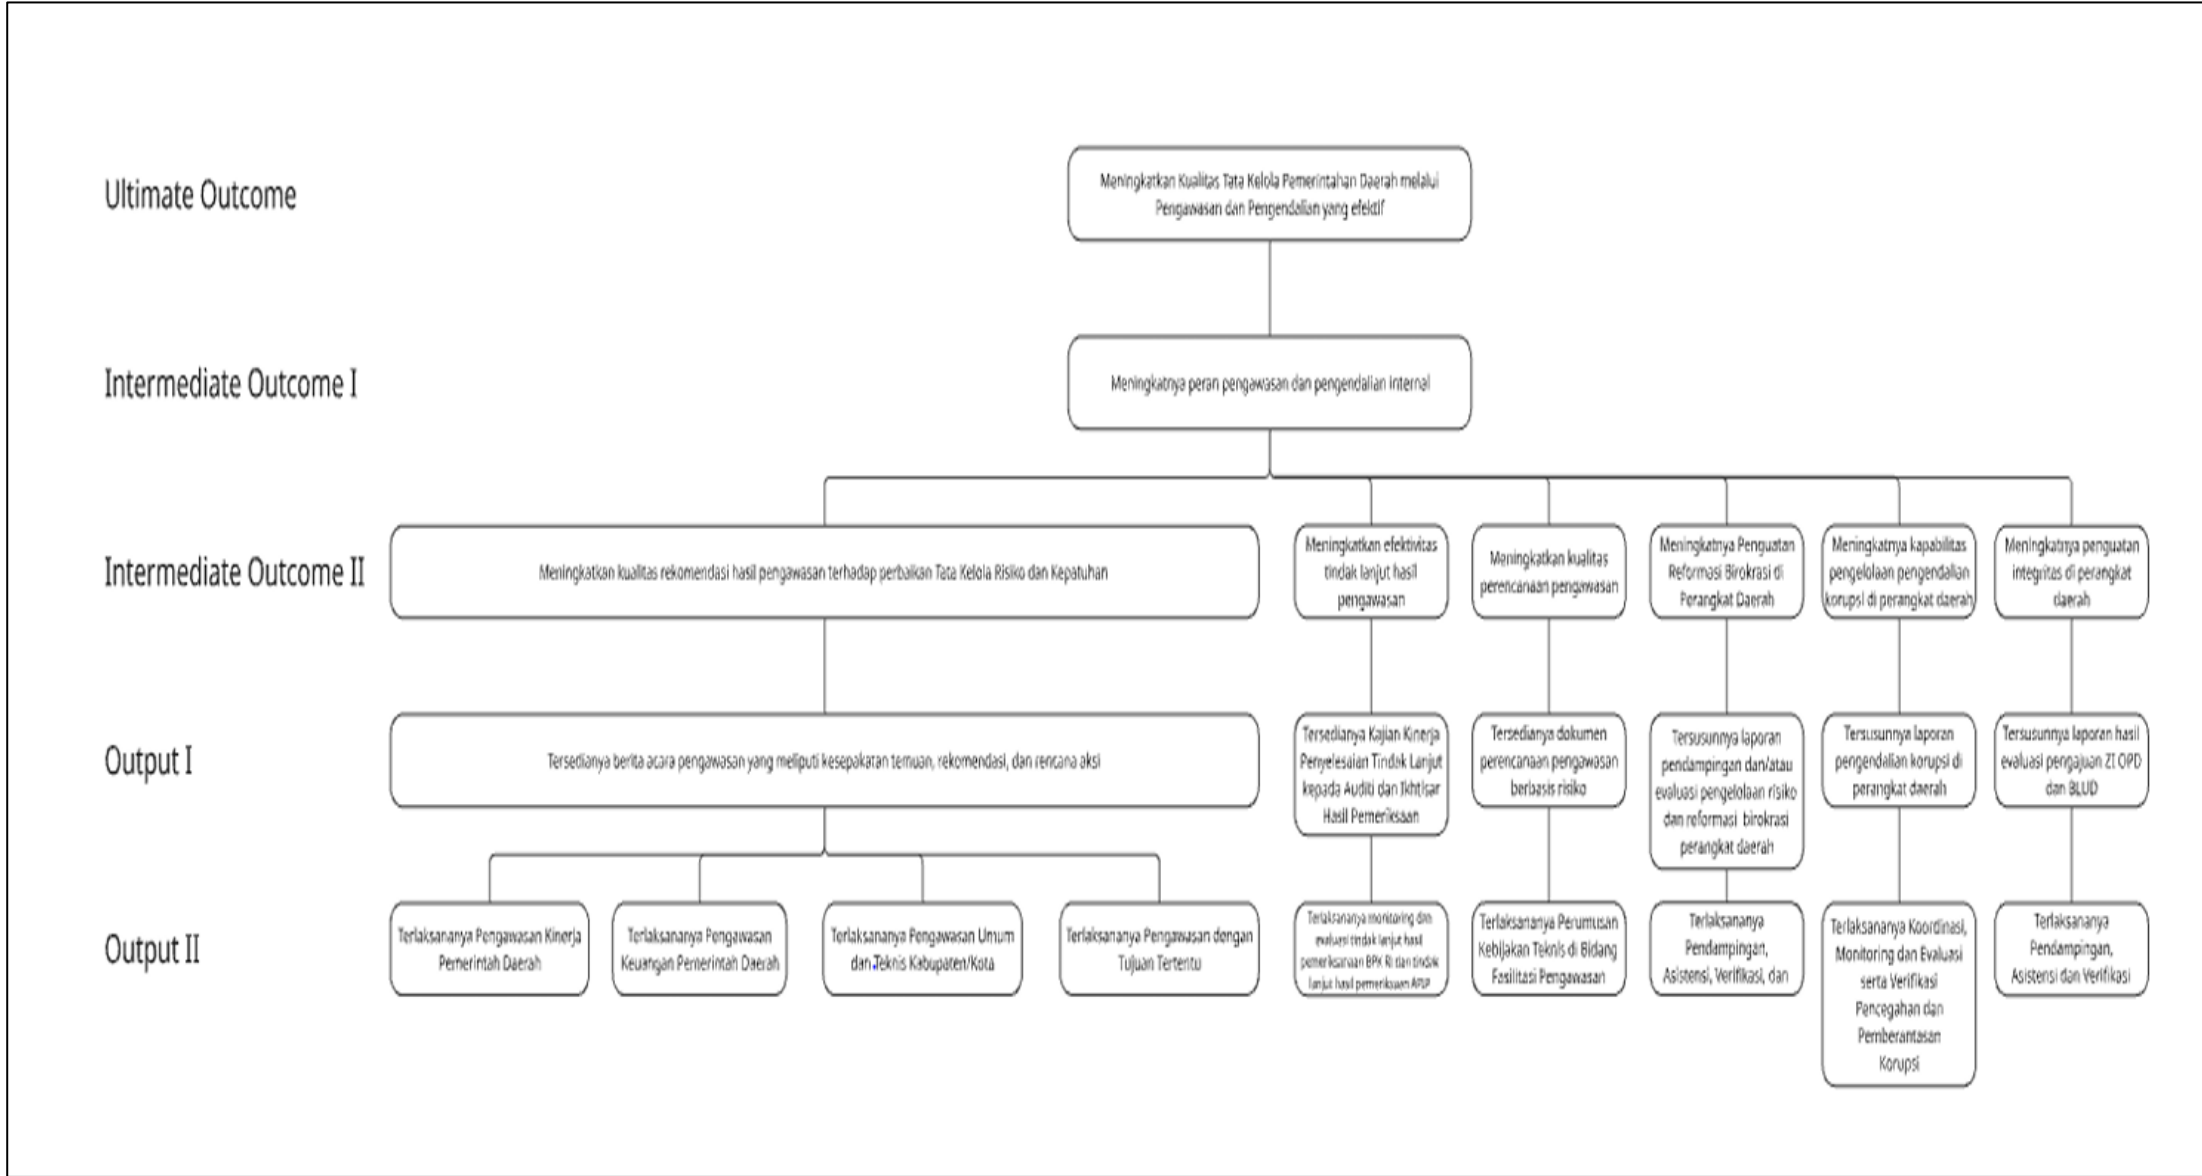 Ultimate Outcome
Meningkatkan Kualitas Tata Kelola Pemerintahan Daerah melalui
Pengawasan dan Pengendalian yang efektif
Intermediate Outcome I
Meningkatnya peran pengawasan dan pengendalian internal
Intermediate Outcome II
Meningkatkan kualitas rekomendasi hasil pengawasan terhadap perbaikan Tata Kelola Risiko dan Kepatuhan
Meningkatkan efektivitas
tindak lanjut hasil
pengawasan
Meningkatkan kualitas
perencanaan pengawasan
Meningkatnya Penguatan
Reformasi Birokrasi di
Perangkat Daerah
Meningkatnya kapabilitas
pengelolaan pengendalian
korupsi di perangkat daerah
Meningkatnya penguatan
integritas di perangkat
daerah
Output I
Tersedianya berita acara pengawasan yang meliputi kesepakatan temuan, rekomendasi, dan rencana aksi
Tersedianya Kajian Kinerja
Penyelesaian Tindak Lanjut
kepada Auditi dan Ikhtisar
Hasil Pemeriksaan
Tersedianya dokumen
perencanaan pengawasan
berbasis risiko
Tersusunnya laporan
pendampingan dan/atau
evaluasi pengelolaan risiko
dan reformasi birokrasi
perangkat daerah
Tersusunnya laporan
pengendalian korupsi di
perangkat daerah
Tersusunnya laporan hasil
evaluasi pengajuan ZI OPD
dan BLUD
Output II
Terlaksananya Pengawasan Kinerja
Pemerintah Daerah
Terlaksananya Pengawasan
Keuangan Pemerintah Daerah
Terlaksananya Pengawasan Umum
dan Teknis Kabupaten/Kota
Terlaksananya Pengawasan dengan
Tujuan Tertentu
Terlaksananya monitoring dan
evaluasi tindak lanjut hasil
pemeriksanaan BPK RI dan tindak
lanjut hasil pemeriksaan APIP
Terlaksananya Perumusan
Kebijakan Teknis di Bidang
Fasilitasi Pengawasan
Terlaksananya
Pendampingan,
Asistensi, Verifikasi, dan
Terlaksananya Koordinasi,
Monitoring dan Evaluasi
serta Verifikasi
Pencegahan dan
Pemberantasan
Korupsi
Terlaksananya
Pendampingan,
Asistensi dan Verifikasi